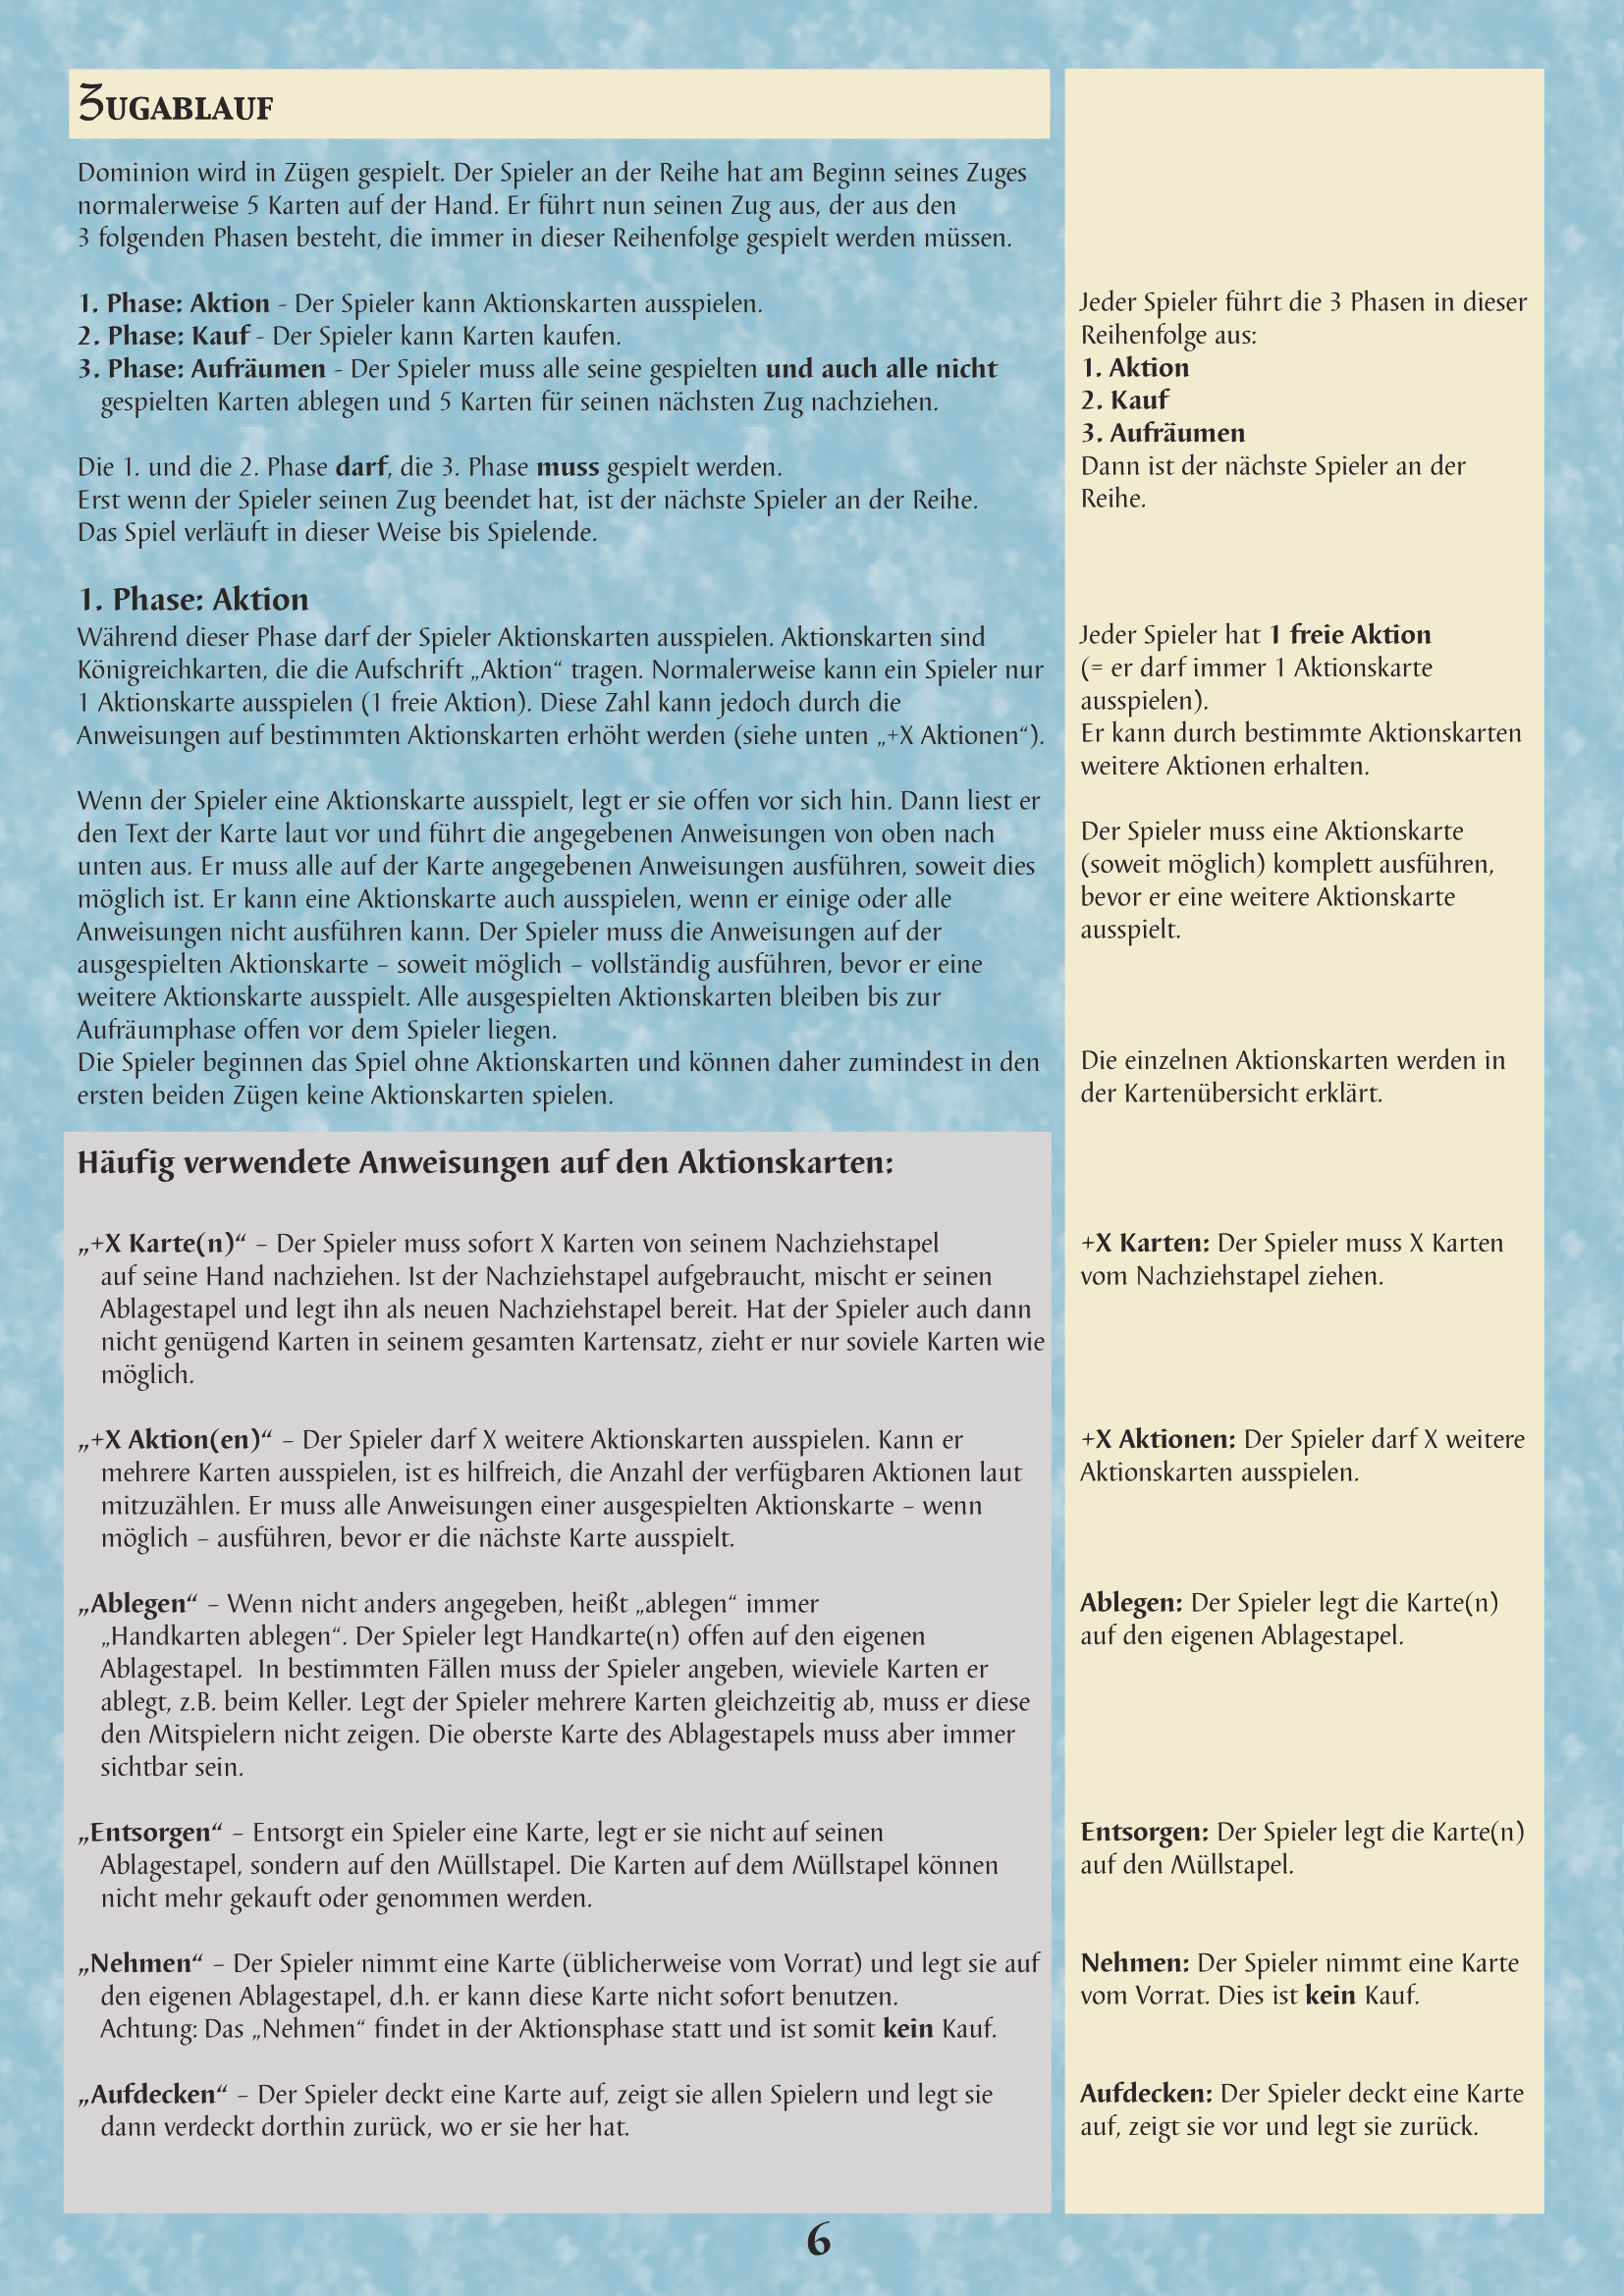 ZUGABLAUF
Dominion wird in Zügen gespielt. Der Spieler an der Reihe hat am Beginn seines Zuges
normalerweise 5 Karten auf der Hand. Er führt nun seinen Zug aus, der aus den
3 folgenden Phasen besteht, die immer in dieser Reihenfolge gespielt werden müssen.
1. Phase: Aktion - Der Spieler kann Aktionskarten ausspielen.
2. Phase: Kauf - Der Spieler kann Karten kaufen.
3. Phase: Aufräumen - Der Spieler muss alle seine gespielten und auch alle nicht
gespielten Karten ablegen und 5 Karten für seinen nächsten Zug nachziehen.
Die 1. und die 2. Phase darf, die 3. Phase muss gespielt werden.
Erst wenn der Spieler seinen Zug beendet hat, ist der nächste Spieler an der Reihe.
Das Spiel verläuft in dieser Weise bis Spielende.
1. Phase: Aktion
Während dieser Phase darf der Spieler Aktionskarten ausspielen. Aktionskarten sind
Königreichkarten, die die Aufschrift „Aktion“ tragen. Normalerweise kann ein Spieler nur
1 Aktionskarte ausspielen (1 freie Aktion). Diese Zahl kann jedoch durch die
Anweisungen auf bestimmten Aktionskarten erhöht werden (siehe unten „+X Aktionen“).
Wenn der Spieler eine Aktionskarte ausspielt, legt er sie offen vor sich hin. Dann liest er
den Text der Karte laut vor und führt die angegebenen Anweisungen von oben nach
unten aus. Er muss alle auf der Karte angegebenen Anweisungen ausführen, soweit dies
möglich ist. Er kann eine Aktionskarte auch ausspielen, wenn er einige oder alle
Anweisungen nicht ausführen kann. Der Spieler muss die Anweisungen auf der
ausgespielten Aktionskarte – soweit möglich – vollständig ausführen, bevor er eine
weitere Aktionskarte ausspielt. Alle ausgespielten Aktionskarten bleiben bis zur
Aufräumphase offen vor dem Spieler liegen.
Die Spieler beginnen das Spiel ohne Aktionskarten und können daher zumindest in den
ersten beiden Zügen keine Aktionskarten spielen.
Häufig verwendete Anweisungen auf den Aktionskarten:
„+X Karte(n)“ – Der Spieler muss sofort X Karten von seinem Nachziehstapel
auf seine Hand nachziehen. Ist der Nachziehstapel aufgebraucht, mischt er seinen
Ablagestapel und legt ihn als neuen Nachziehstapel bereit. Hat der Spieler auch dann
nicht genügend Karten in seinem gesamten Kartensatz, zieht er nur soviele Karten wie
möglich.
„+X Aktion(en)“ – Der Spieler darf X weitere Aktionskarten ausspielen. Kann er
mehrere Karten ausspielen, ist es hilfreich, die Anzahl der verfügbaren Aktionen laut
mitzuzählen. Er muss alle Anweisungen einer ausgespielten Aktionskarte – wenn
möglich – ausführen, bevor er die nächste Karte ausspielt.
„Ablegen“ – Wenn nicht anders angegeben, heißt „ablegen“ immer
„Handkarten ablegen“. Der Spieler legt Handkarte(n) offen auf den eigenen
Ablagestapel. In bestimmten Fällen muss der Spieler angeben, wieviele Karten er
ablegt, z.B. beim Keller. Legt der Spieler mehrere Karten gleichzeitig ab, muss er diese
den Mitspielern nicht zeigen. Die oberste Karte des Ablagestapels muss aber immer
sichtbar sein.
„Entsorgen“ – Entsorgt ein Spieler eine Karte, legt er sie nicht auf seinen
Ablagestapel, sondern auf den Müllstapel. Die Karten auf dem Müllstapel können
nicht mehr gekauft oder genommen werden.
„Nehmen“ – Der Spieler nimmt eine Karte (üblicherweise vom Vorrat) und legt sie auf
den eigenen Ablagestapel, d.h. er kann diese Karte nicht sofort benutzen.
Achtung: Das „Nehmen“ findet in der Aktionsphase statt und ist somit kein Kauf.
„Aufdecken“ – Der Spieler deckt eine Karte auf, zeigt sie allen Spielern und legt sie
dann verdeckt dorthin zurück, wo er sie her hat.
Jeder Spieler führt die 3 Phasen in dieser
Reihenfolge aus:
1. Aktion
2. Kauf
3. Aufräumen
Dann ist der nächste Spieler an der
Reihe.
Jeder Spieler hat 1 freie Aktion
(= er darf immer 1 Aktionskarte
ausspielen).
Er kann durch bestimmte Aktionskarten
weitere Aktionen erhalten.
Der Spieler muss eine Aktionskarte
(soweit möglich) komplett ausführen,
bevor er eine weitere Aktionskarte
ausspielt.
Die einzelnen Aktionskarten werden in
der Kartenübersicht erklärt.
+X Karten: Der Spieler muss X Karten
vom Nachziehstapel ziehen.
+X Aktionen: Der Spieler darf X weitere
Aktionskarten ausspielen.
Ablegen: Der Spieler legt die Karte(n)
auf den eigenen Ablagestapel.
Entsorgen: Der Spieler legt die Karte(n)
auf den Müllstapel.
Nehmen: Der Spieler nimmt eine Karte
vom Vorrat. Dies ist kein Kauf.
Aufdecken: Der Spieler deckt eine Karte
auf, zeigt sie vor und legt sie zurück.
6